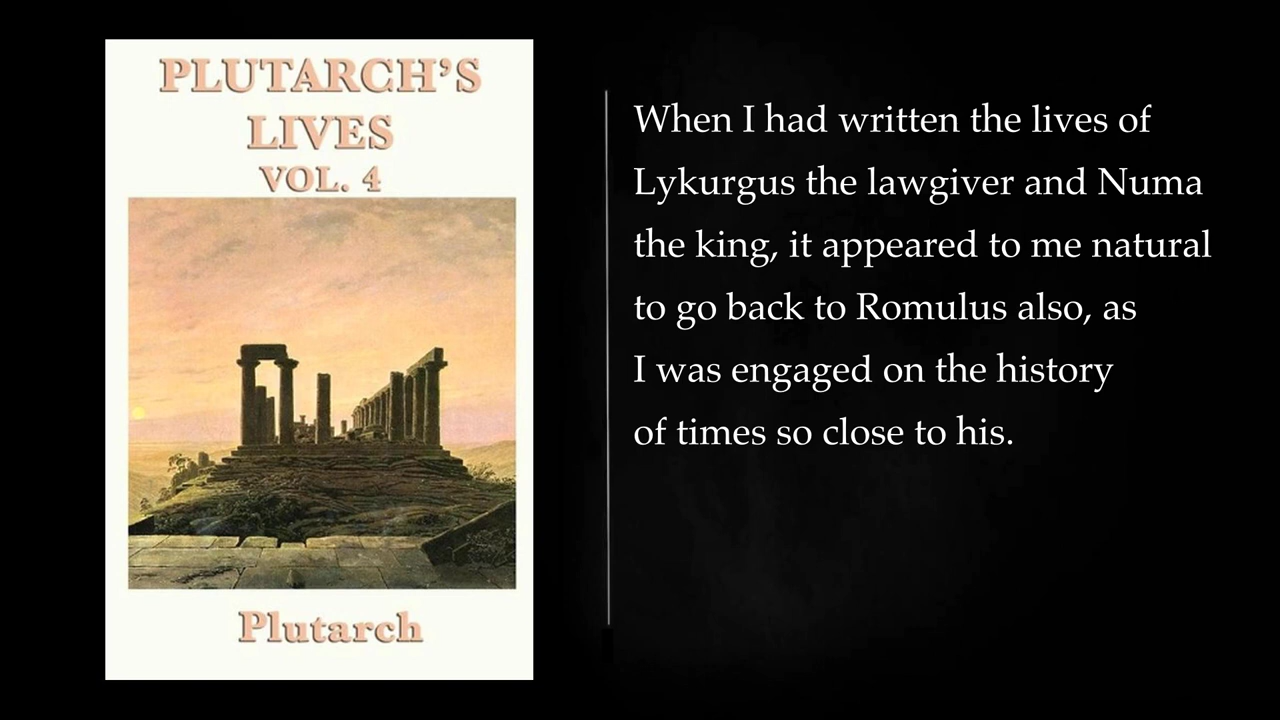 PLUTARCH'S
LIVES
VOL. 4
Plutarch
When I had written the lives of
Lykurgus the lawgiver and Numa
the king, it appeared to me natural
to go back to Romulus also, as
I was engaged on the history
of times so close to his.